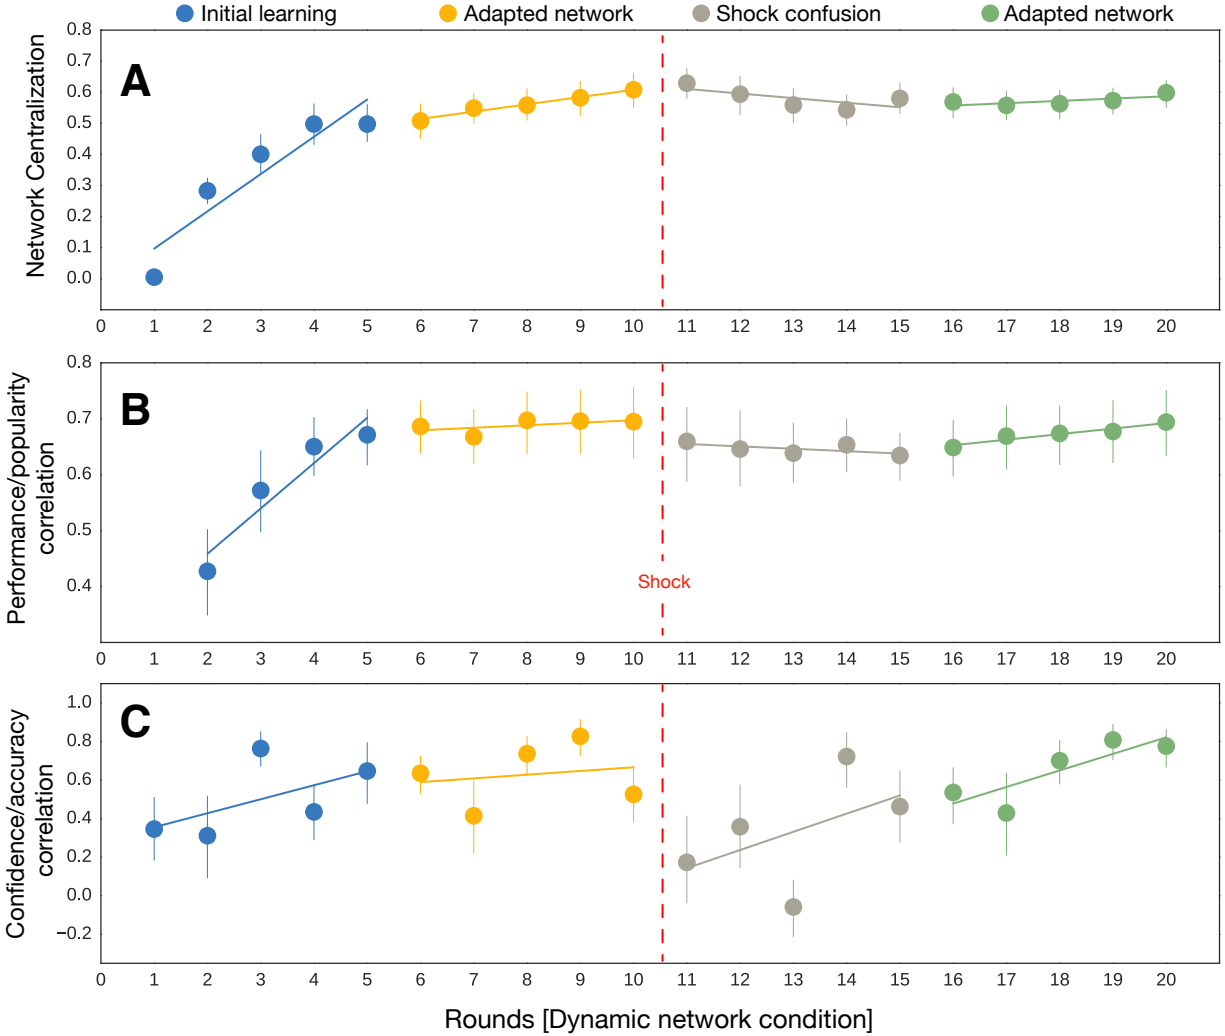 Initial learning Adapted network Shock confusion Adapted network
A
Network Centralization
0.8
0.7
0.6
0.5
0.4
0.3
0.2
0.1
0.0
0 1 2 3 4 5 6 7 8 9 10 11 12 13 14 15 16 17 18 19 20
B
Performance/popularity
correlation
0.8
0.7
0.6
0.5
0.4
Shock
0 1 2 3 4 5 6 7 8 9 10 11 12 13 14 15 16 17 18 19 20
C
Confidence/accuracy
correlation
1.0
0.8
0.6
0.4
0.2
0.0
−0.2
0 1 2 3 4 5 6 7 8 9 10 11 12 13 14 15 16 17 18 19 20
Rounds [Dynamic network condition]